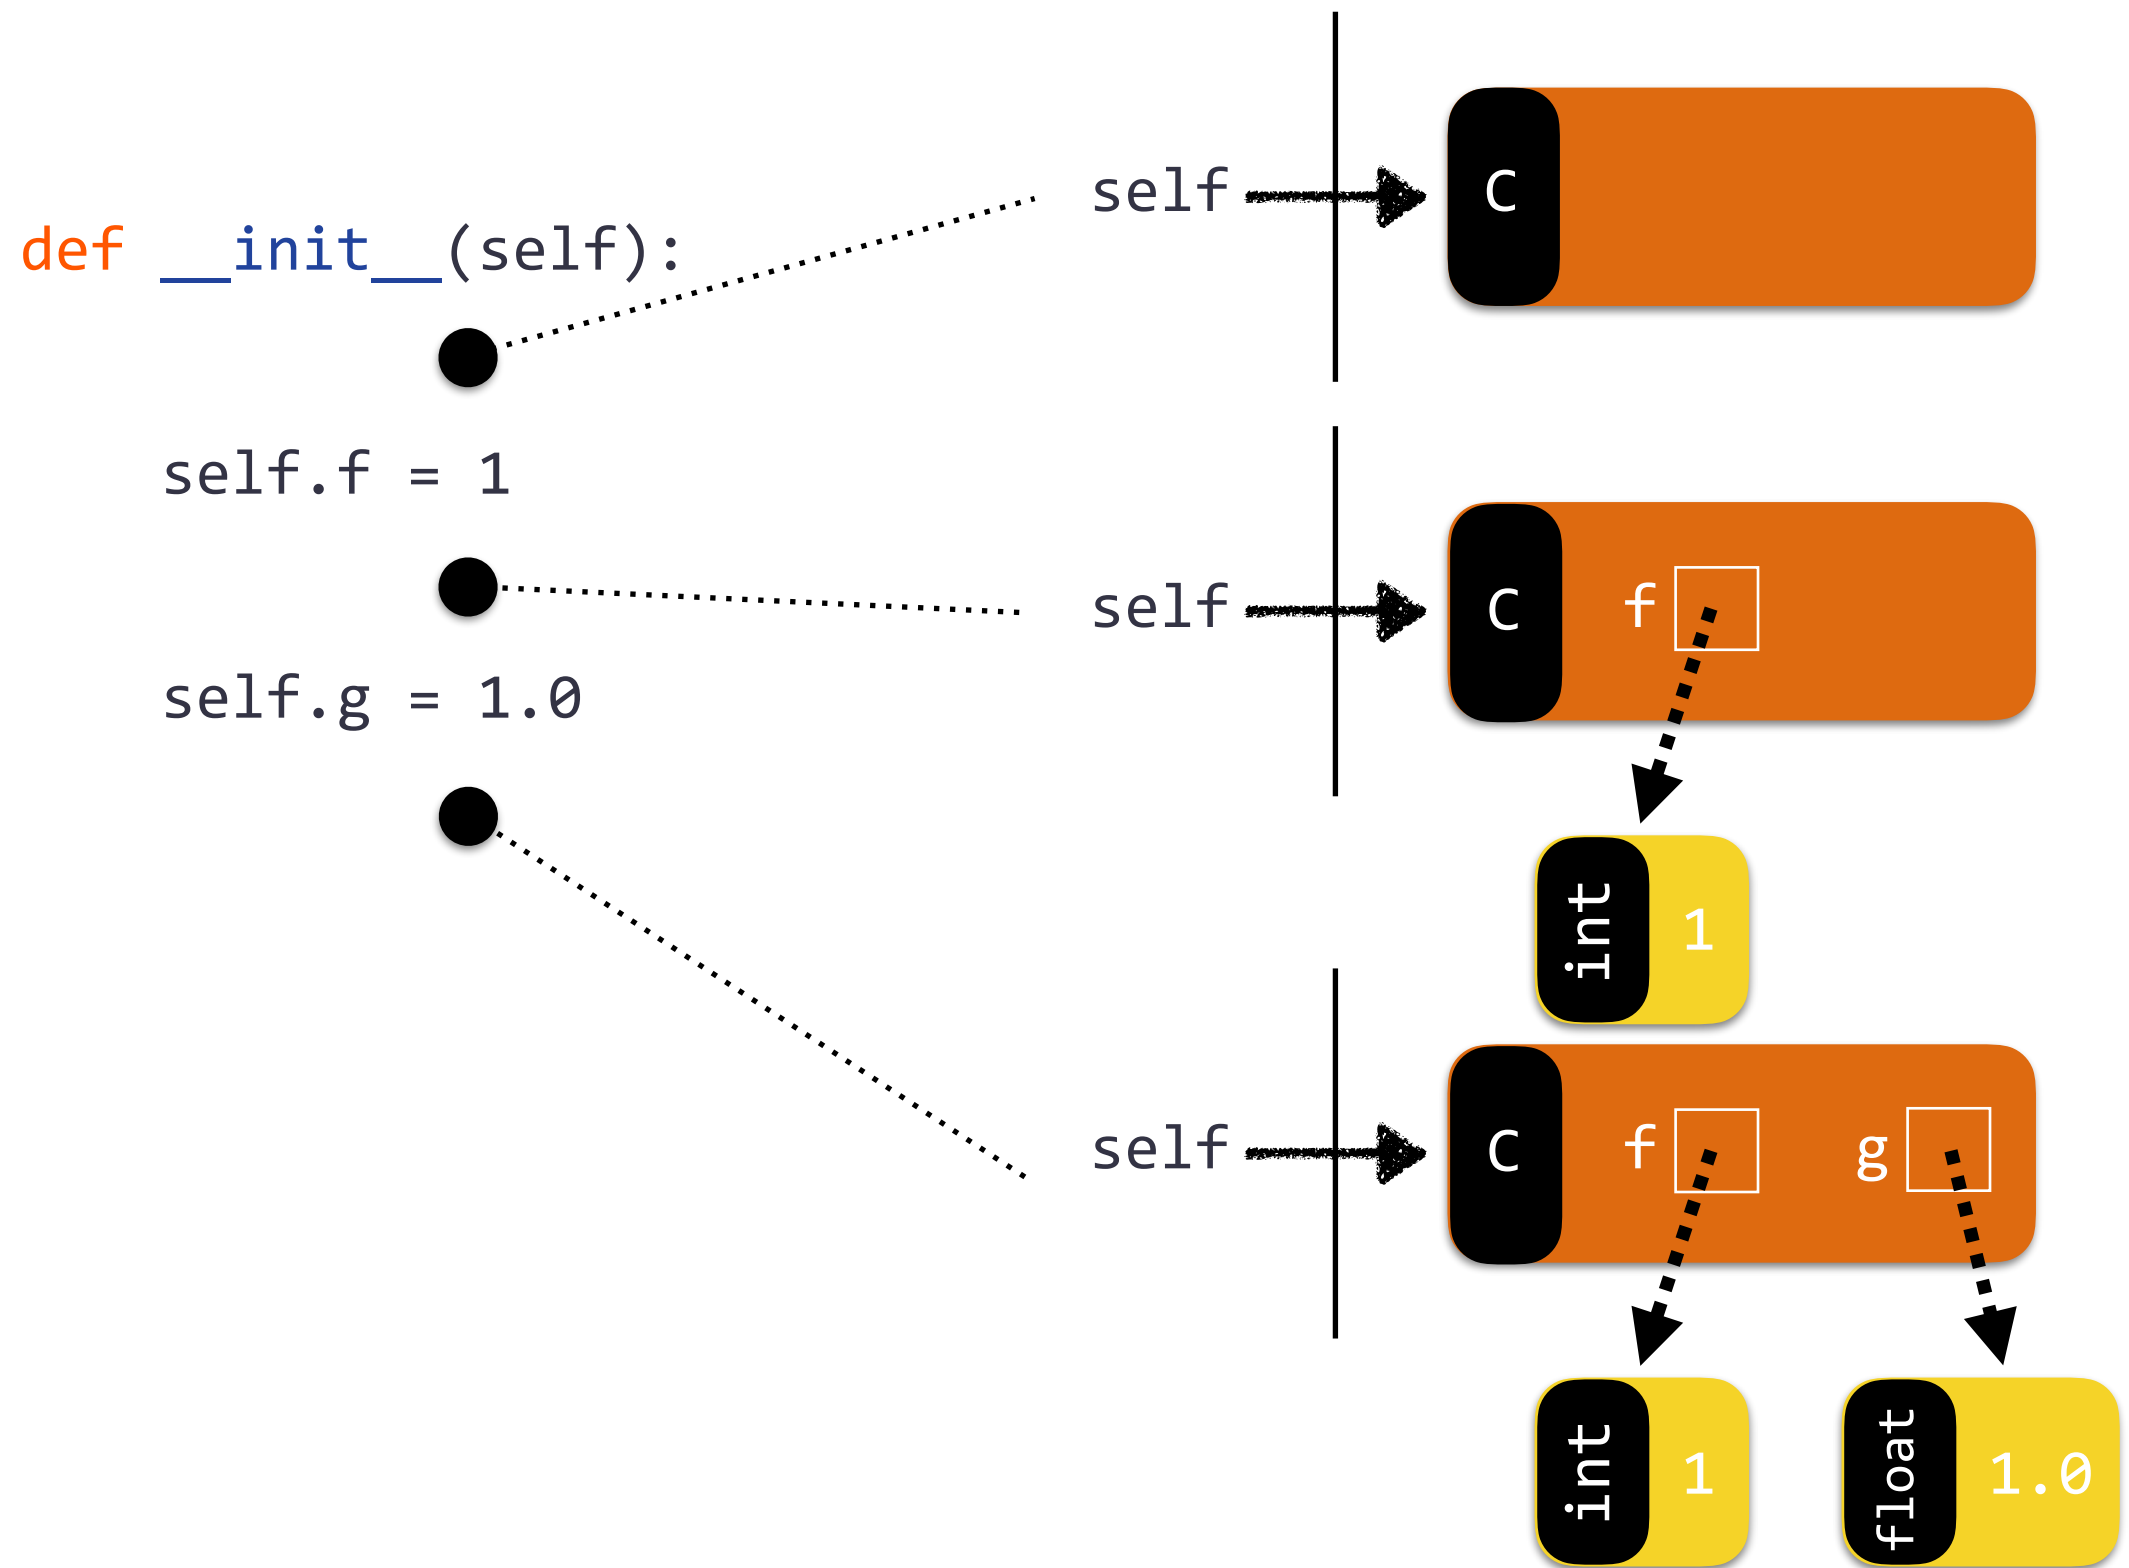 def __init__(self):
self.f = 1
self.g = 1.0
self C
self C f
int 1
self C f g
int 1 float 1.0